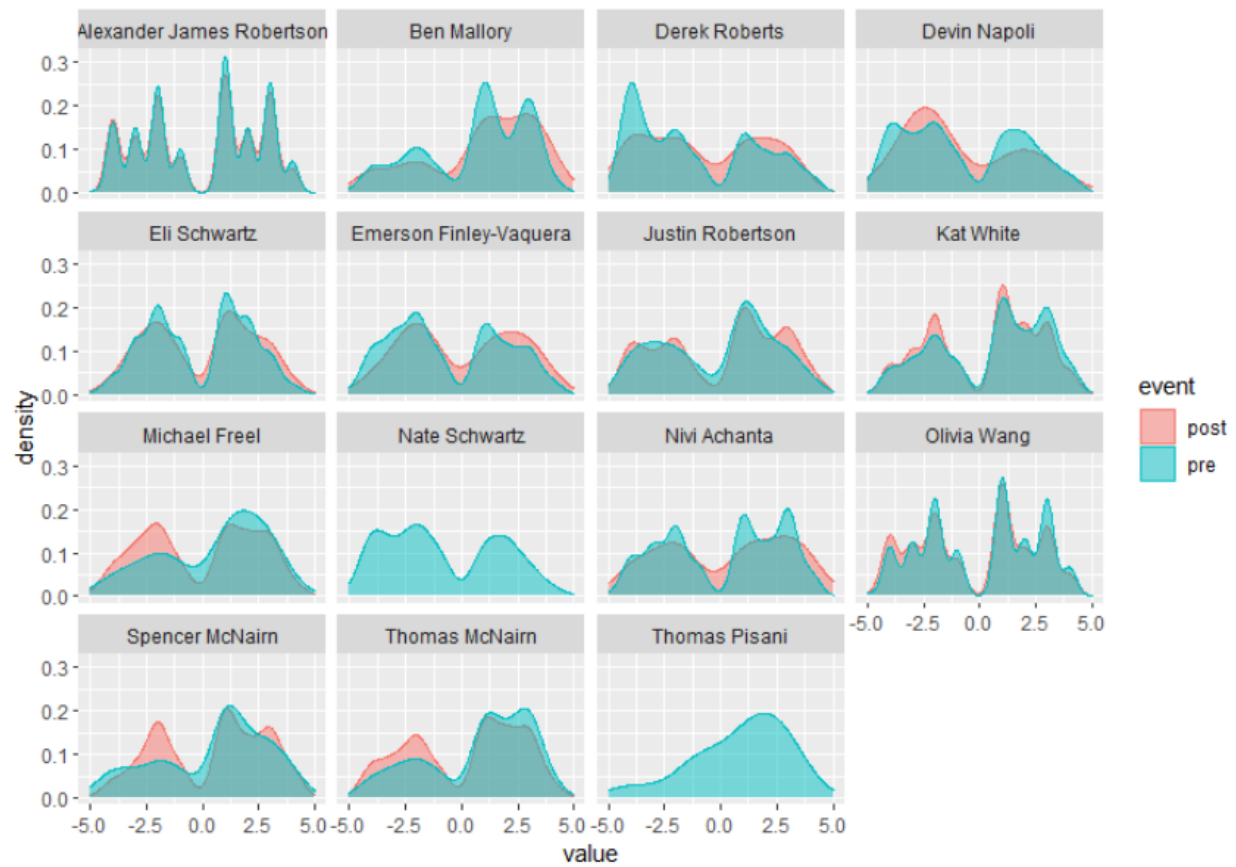 Alexander James Robertson Ben Mallory Derek Roberts Devin Napoli
0.3
0.2
0.1
0.0
Eli Schwartz Emerson Finley-Vaquera Justin Robertson Kat White
0.3
0.2
0.1
0.0
Michael Freel Nate Schwartz Nivi Achanta Olivia Wang
0.3
0.2
0.1
0.0
-5.0 -2.5 0.0 2.5 5.0
Spencer McNairn Thomas McNairn Thomas Pisani
0.3
0.2
0.1
0.0
-5.0 -2.5 0.0 2.5 5.0 -5.0 -2.5 0.0 2.5 5.0 -5.0 -2.5 0.0 2.5 5.0
value
density
event
post
pre